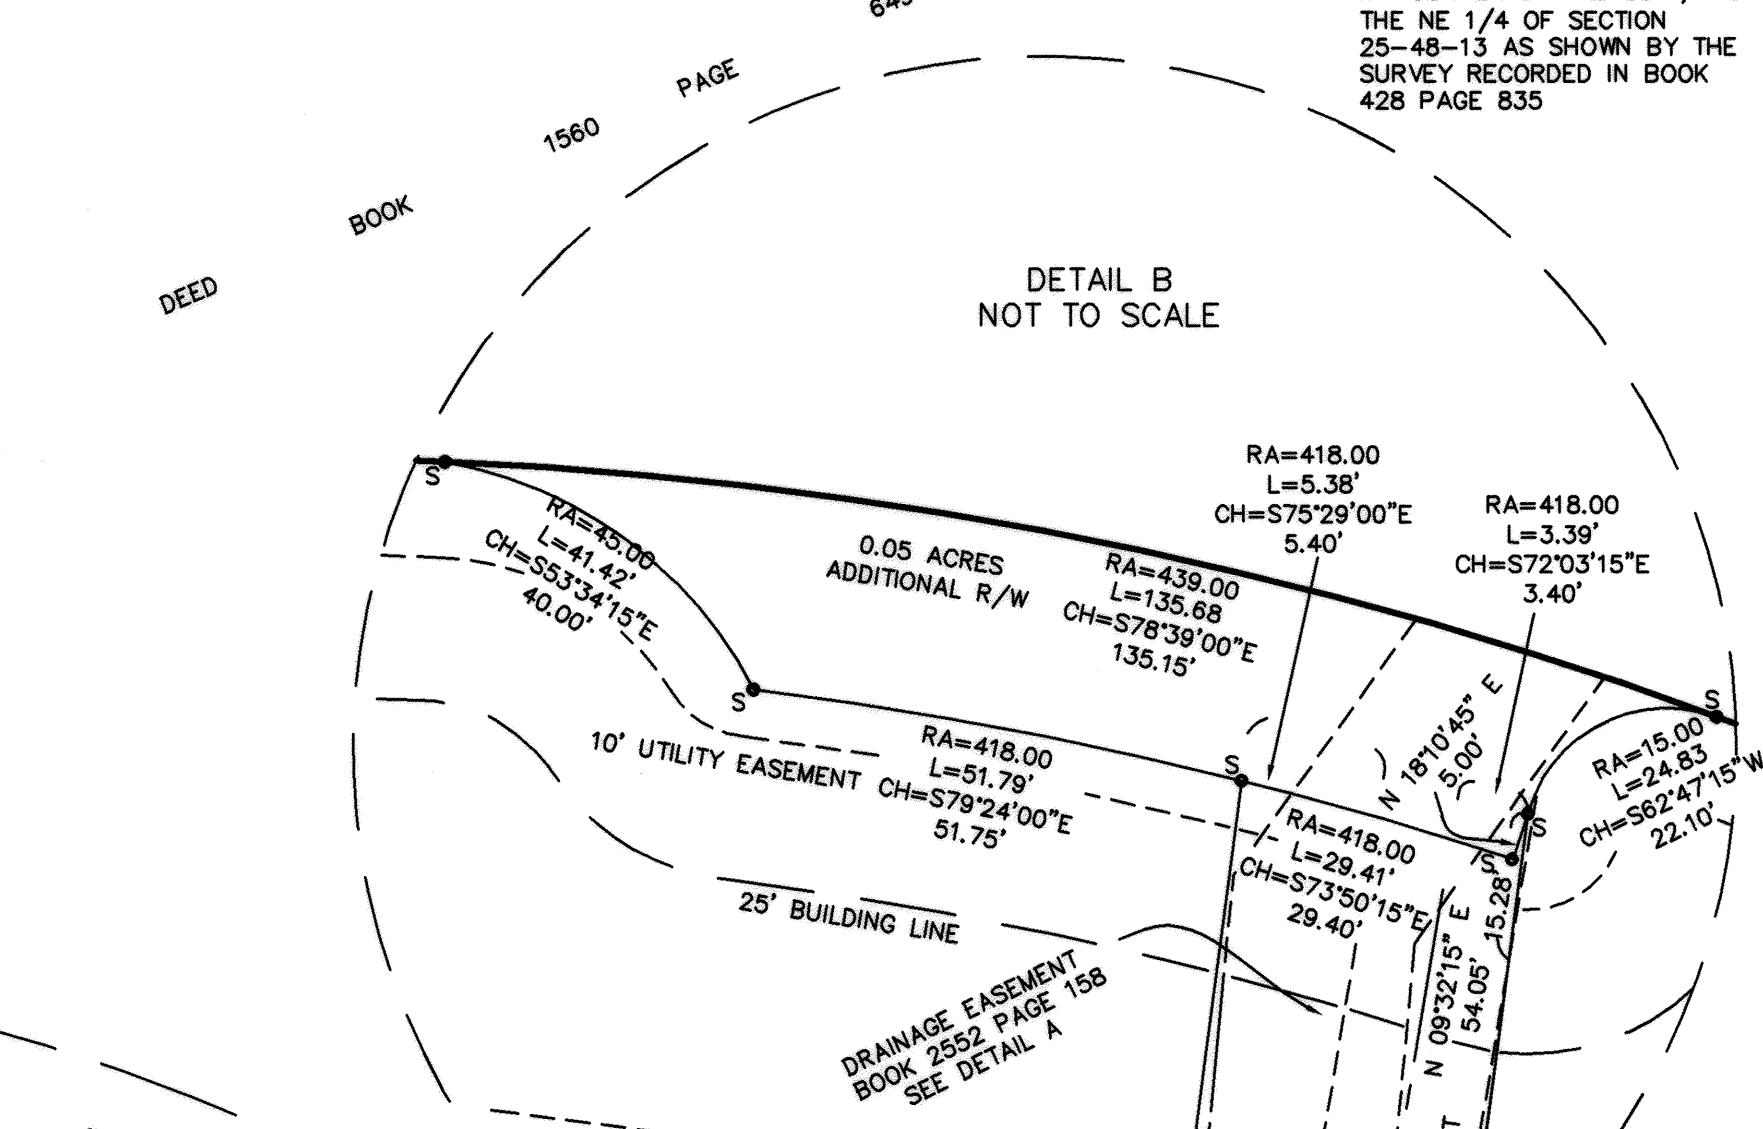 THE NE 1/4 OF SECTION
25-48-13 AS SHOWN BY THE
SURVEY RECORDED IN BOOK
428 PAGE 835
DEED BOOK 1560 PAGE
DETAIL B
NOT TO SCALE
RA=418.00
L=5.38'
CH=S75°29'00"E
5.40'
RA=418.00
L=3.39'
CH=S72°03'15"E
3.40'
S
RA=45.00
L=41.42'
CH=S53°34'15"E
40.00'
0.05 ACRES
ADDITIONAL R/W
RA=439.00
L=135.68
CH=S78°39'00"E
135.15'
N 18°10'45" E
5.00'
S
S
S
RA=15.00
L=24.83
CH=S62°47'15"W
22.10'
10' UTILITY EASEMENT
RA=418.00
L=51.79'
CH=S79°24'00"E
51.75'
RA=418.00
L=29.41'
CH=S73°50'15"E
29.40'
S
S
15.28'
N 09°32'15" E
54.05'
25' BUILDING LINE
DRAINAGE EASEMENT
BOOK 2552 PAGE 158
SEE DETAIL A